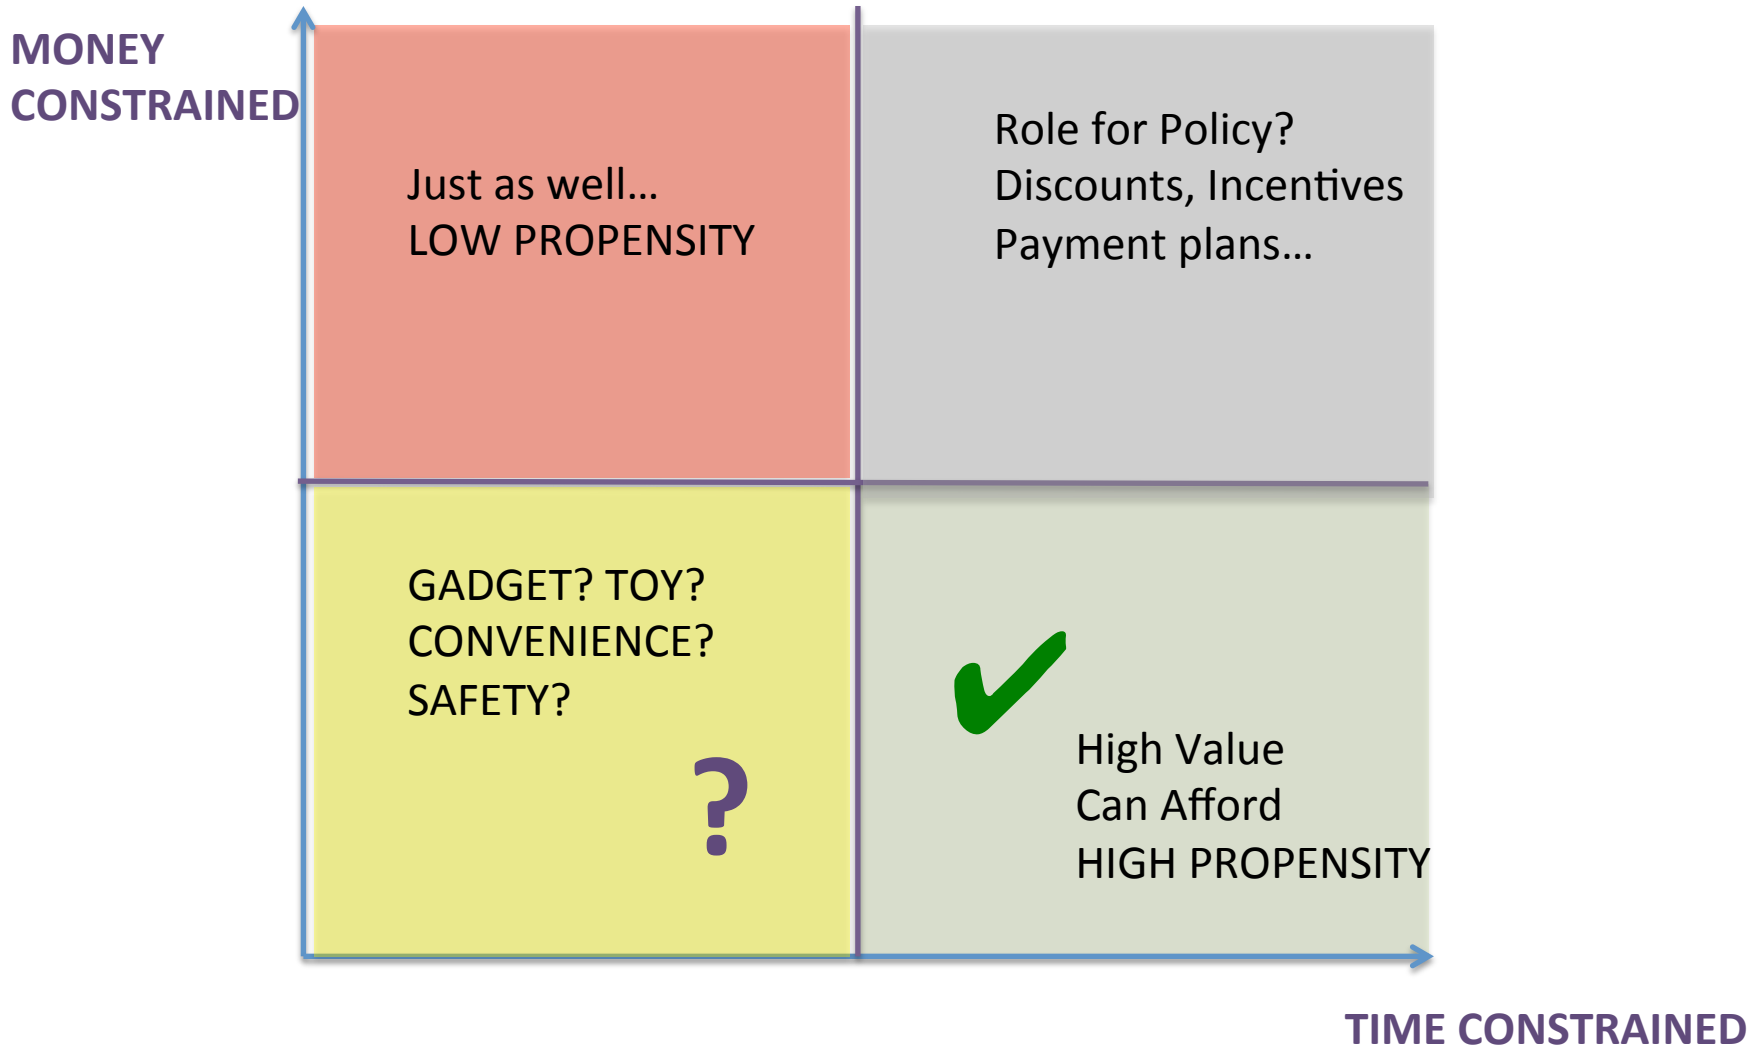 MONEY
CONSTRAINED
Just as well…
LOW PROPENSITY
Role for Policy?
Discounts, Incentives
Payment plans…
GADGET? TOY?
CONVENIENCE?
SAFETY?
?
High Value
Can Afford
HIGH PROPENSITY
TIME CONSTRAINED